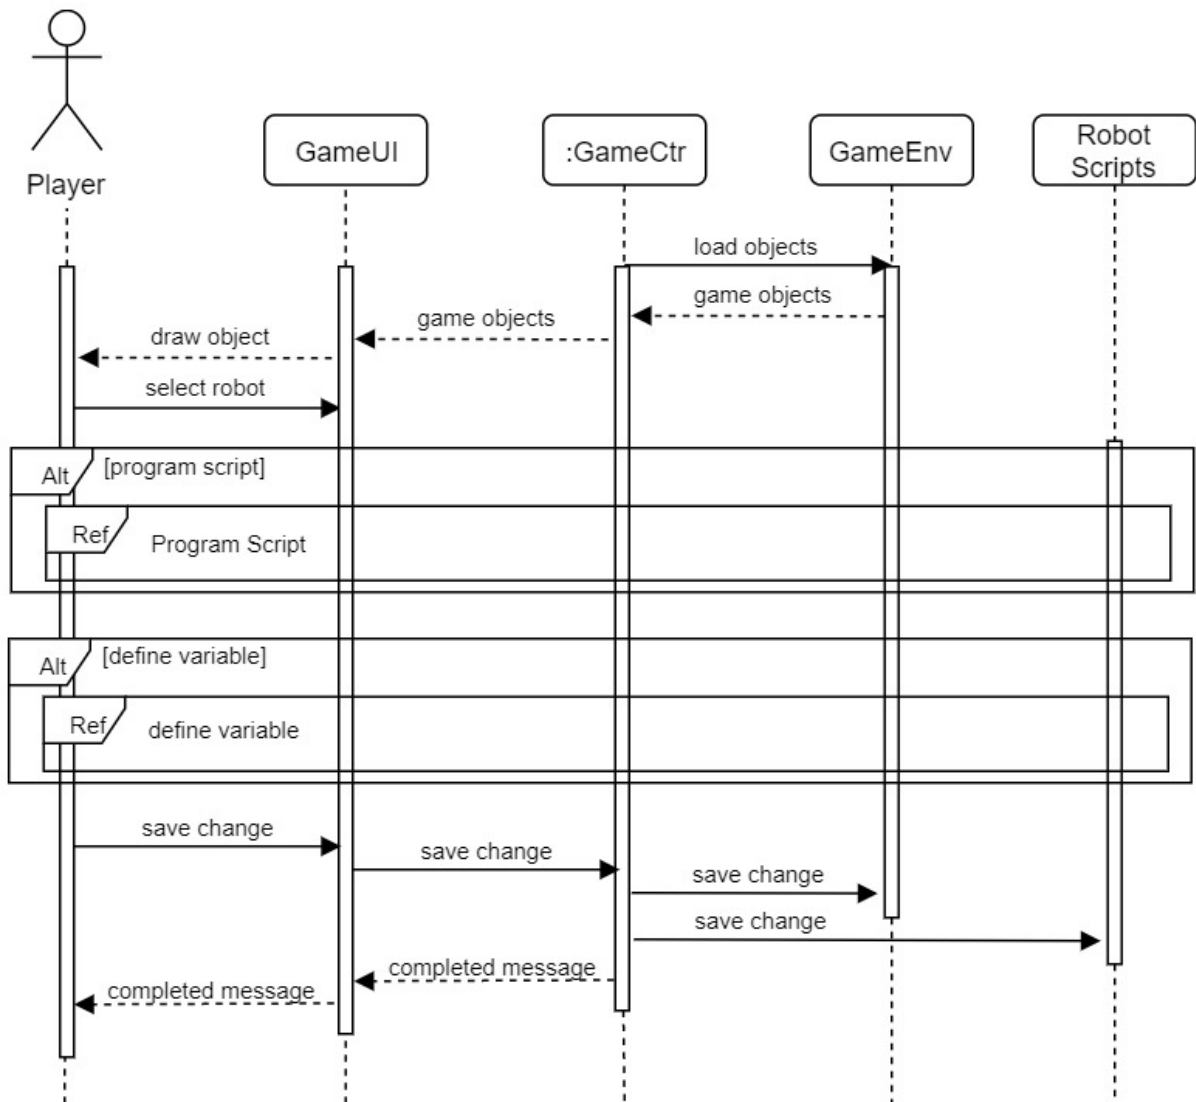 Player
GameUI
:GameCtr
GameEnv
Robot
Scripts
load objects
game objects
game objects
draw object
select robot
Alt
[program script]
Ref
Program Script
Alt
[define variable]
Ref
define variable
save change
save change
save change
save change
completed message
completed message